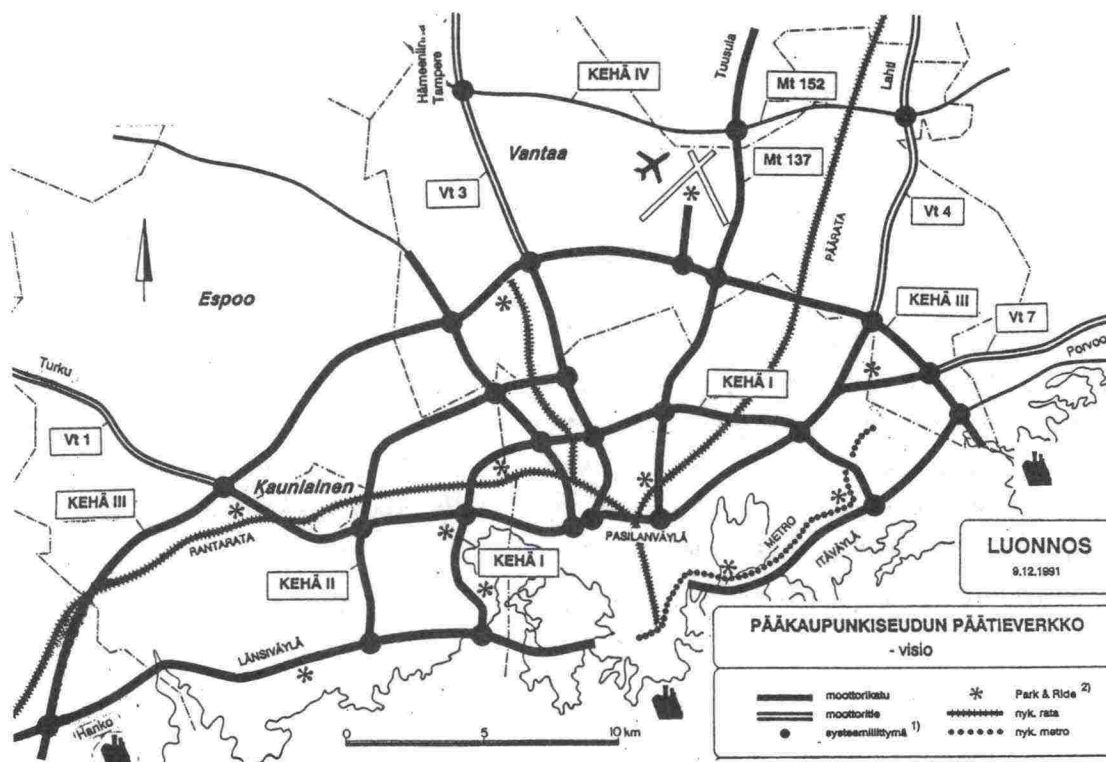 Hämeenlinna
Tampere
KEHÄ IV
Tuusula
Mt 152
Lahti
Vantaa
Mt 137
Vt 3
Vt 4
PÄÄRATA
Espoo
KEHÄ III
Vt 7
Porvoo
Turku
KEHÄ I
Vt 1
Kauniainen
KEHÄ III
RANTARATA
PASILANVÄYLÄ
METRO
ITÄVÄYLÄ
KEHÄ I
KEHÄ II
LÄNSIVÄYLÄ
Hanko
0 5 10 km
LUONNOS
9.12.1991
PÄÄKAUPUNKISEUDUN PÄÄTIEVERKKO
- visio
moottorikatu
Park & Ride 2)
moottoritie
nyk. rata
systeemiliittymä 1)
nyk. metro